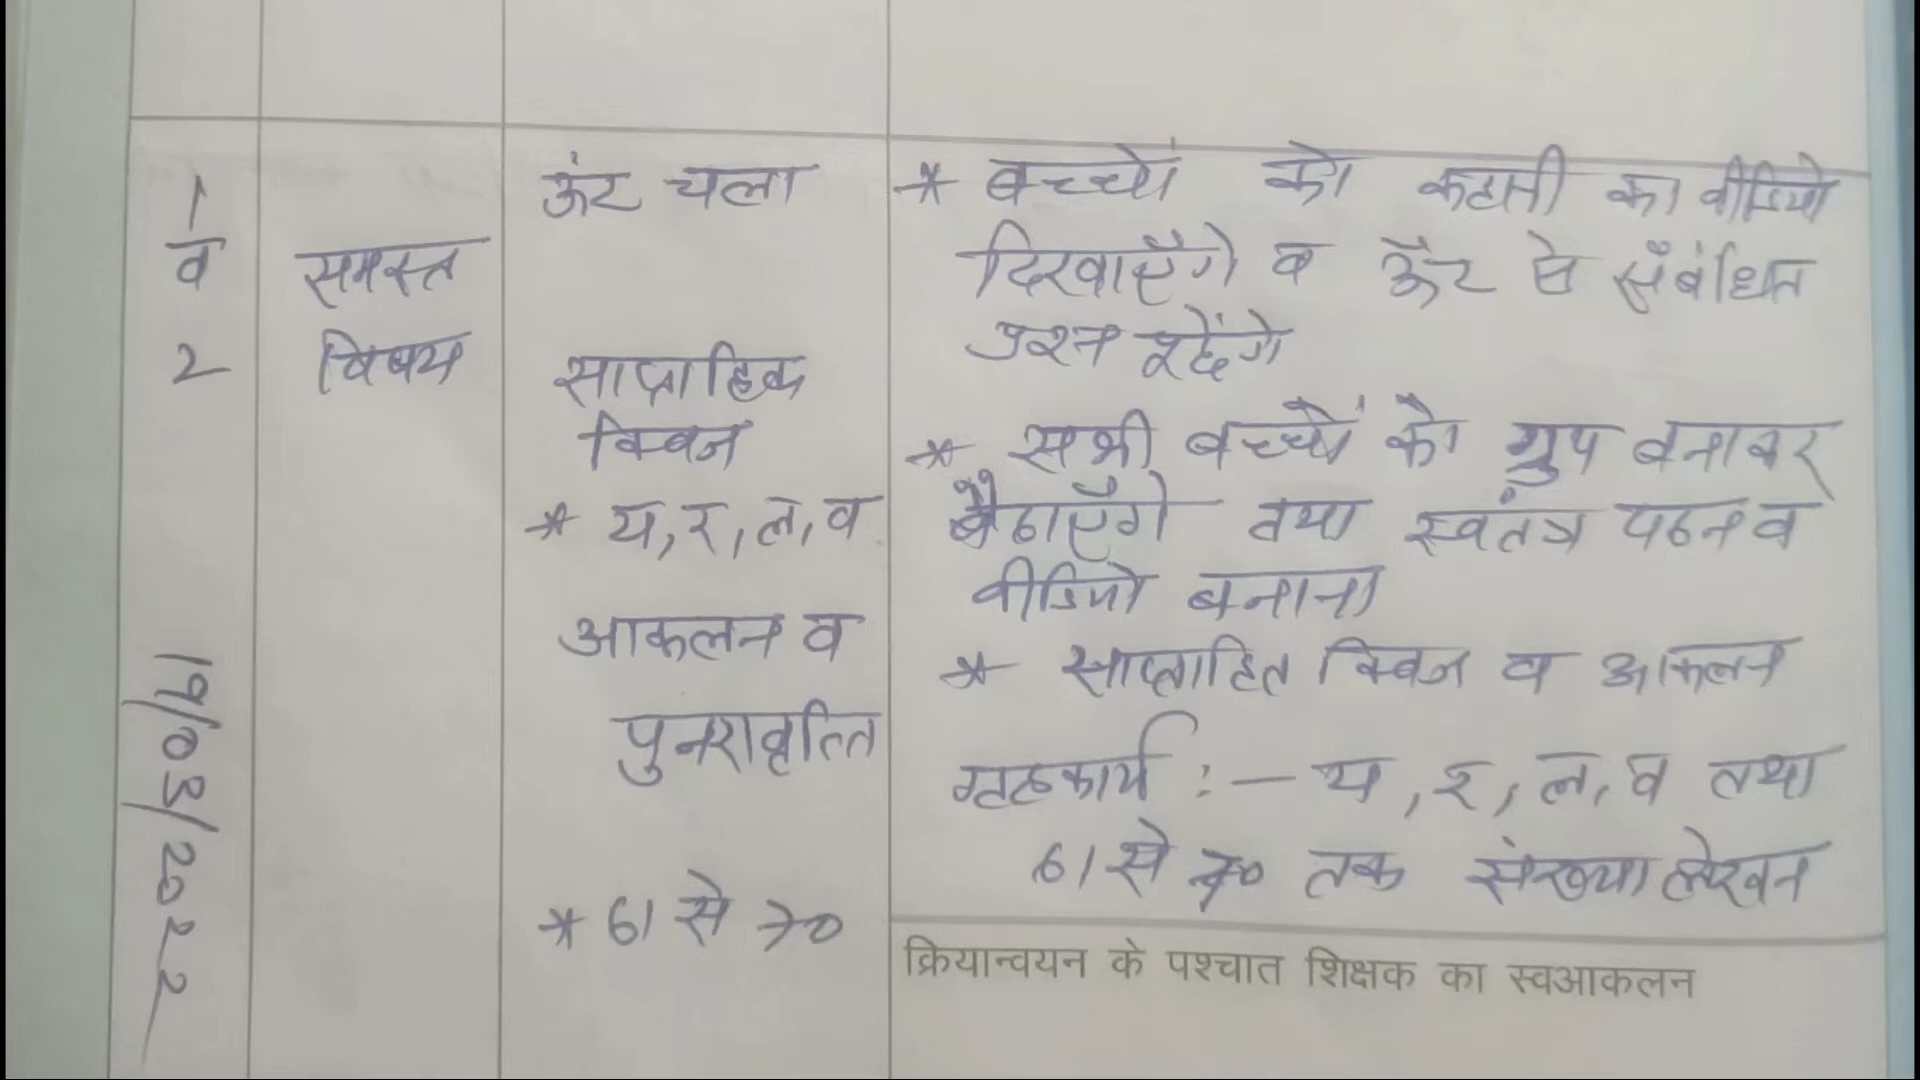 1
व
2
19/03/2022
समस्त
विषय
ऊंट चला
साप्ताहिक
क्विज
* य, र, ल, व
आकलन व
पुनरावृत्ति
* 61 से 70
* बच्चों को कहानी का वीडियो
दिखाएँगे व ऊँट से संबंधित
प्रश्न पूछेंगे
* सभी बच्चों को ग्रुप बनाकर
बैठाएँगे तथा स्वतंत्र पठन व
वीडियो बनाना
* साप्ताहित क्विज व आकलन
गृहकार्य :- य, र, ल, व तथा
61 से 70 तक संख्या लेखन
क्रियान्वयन के पश्चात शिक्षक का स्वआकलन